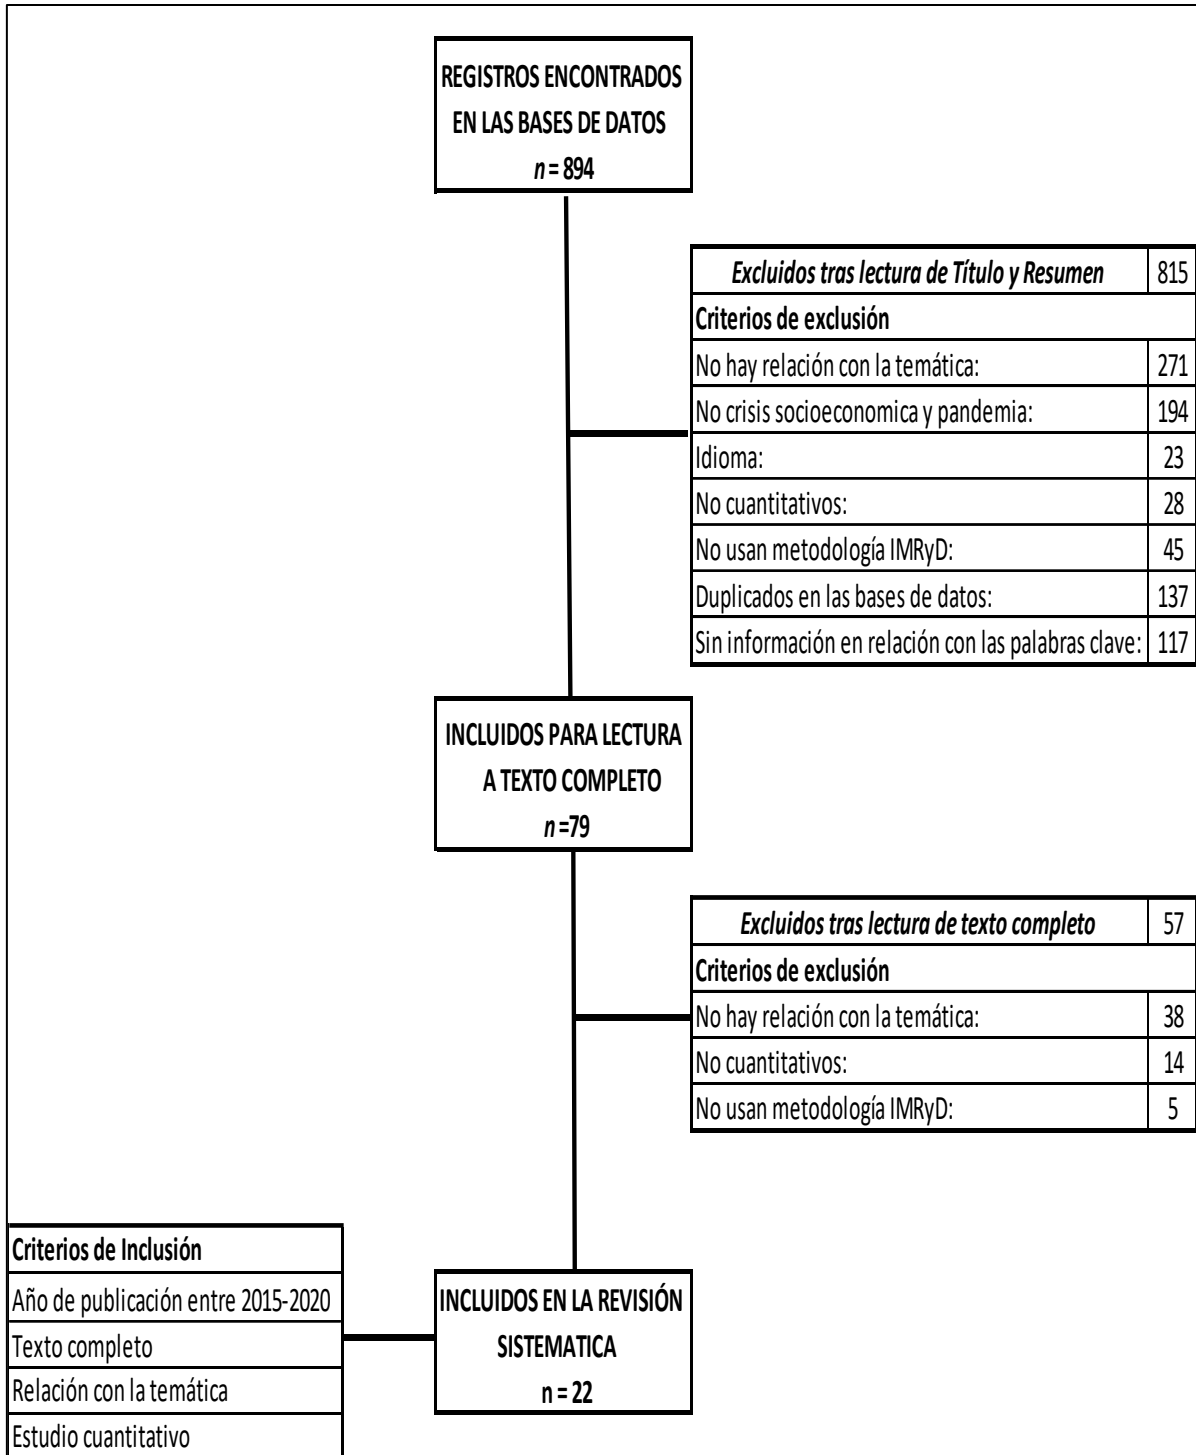 REGISTROS ENCONTRADOS
EN LAS BASES DE DATOS
n = 894
Excluidos tras lectura de Título y Resumen 815
Criterios de exclusión
No hay relación con la temática: 271
No crisis socioeconomica y pandemia: 194
Idioma: 23
No cuantitativos: 28
No usan metodología IMRyD: 45
Duplicados en las bases de datos: 137
Sin información en relación con las palabras clave: 117
INCLUIDOS PARA LECTURA
A TEXTO COMPLETO
n =79
Excluidos tras lectura de texto completo 57
Criterios de exclusión
No hay relación con la temática: 38
No cuantitativos: 14
No usan metodología IMRyD: 5
Criterios de Inclusión
Año de publicación entre 2015-2020
Texto completo
Relación con la temática
Estudio cuantitativo
INCLUIDOS EN LA REVISIÓN
SISTEMATICA
n = 22